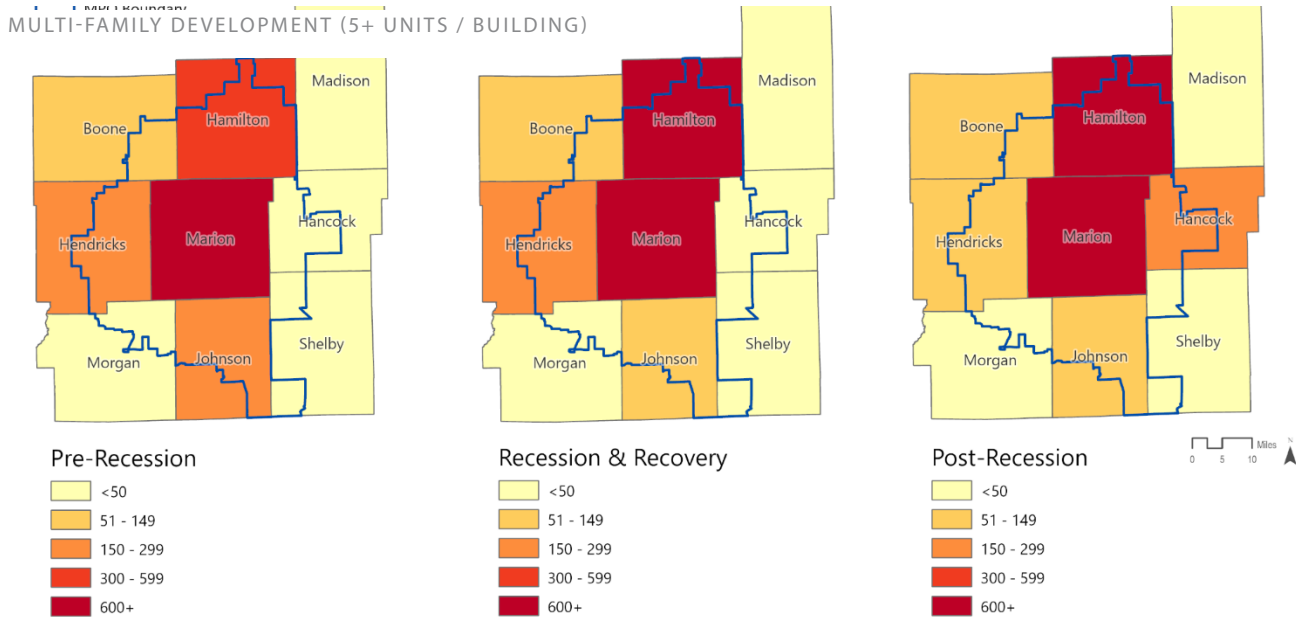 MPO Boundary
MULTI-FAMILY DEVELOPMENT (5+ UNITS / BUILDING)
Madison
Boone
Hamilton
Hendricks
Marion
Hancock
Morgan
Johnson
Shelby
Pre-Recession
<50
51 - 149
150 - 299
300 - 599
600+
Madison
Boone
Hamilton
Hendricks
Marion
Hancock
Morgan
Johnson
Shelby
Recession & Recovery
<50
51 - 149
150 - 299
300 - 599
600+
Madison
Boone
Hamilton
Hendricks
Marion
Hancock
Morgan
Johnson
Shelby
Post-Recession
<50
51 - 149
150 - 299
300 - 599
600+
Miles
0 5 10
N